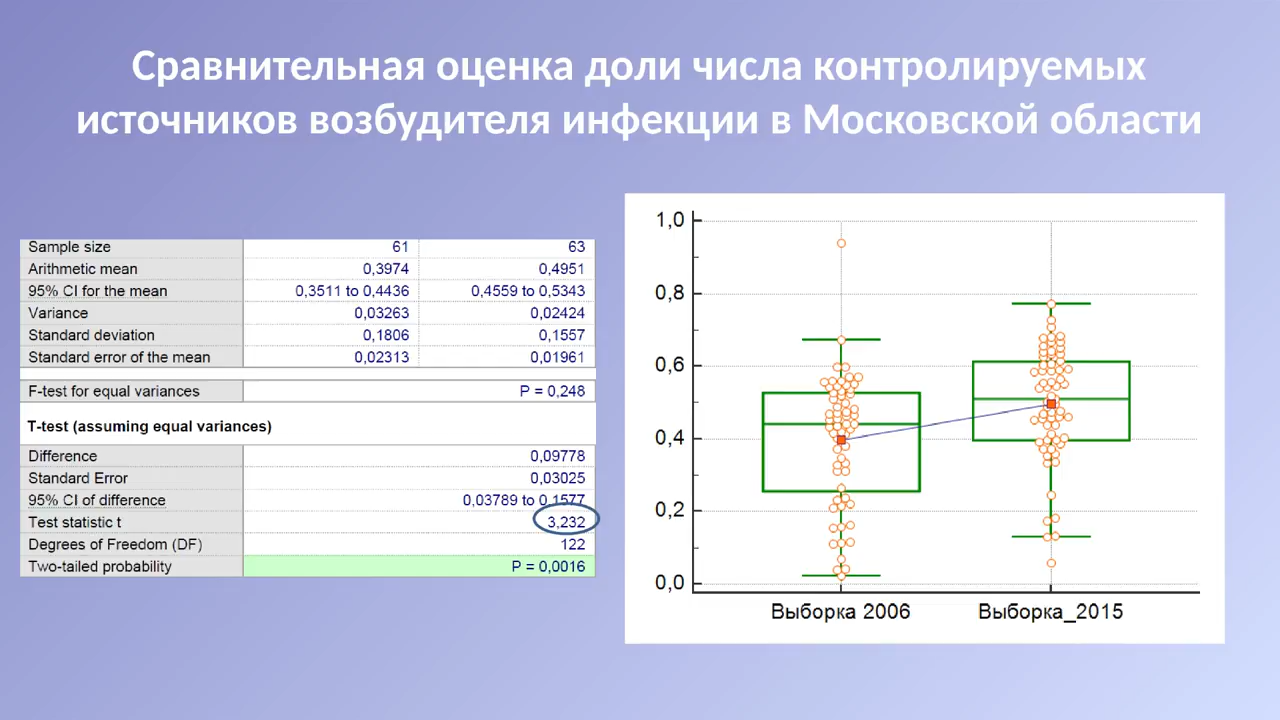 Сравнительная оценка доли числа контролируемых
источников возбудителя инфекции в Московской области
Sample size 61 63
Arithmetic mean 0,3974 0,4951
95% CI for the mean 0,3511 to 0,4436 0,4559 to 0,5343
Variance 0,03263 0,02424
Standard deviation 0,1806 0,1557
Standard error of the mean 0,02313 0,01961
F-test for equal variances P = 0,248
T-test (assuming equal variances)
Difference 0,09778
Standard Error 0,03025
95% CI of difference 0,03789 to 0,1577
Test statistic t 3,232
Degrees of Freedom (DF) 122
Two-tailed probability P = 0,0016
1,0
0,8
0,6
0,4
0,2
0,0
Выборка 2006 Выборка_2015